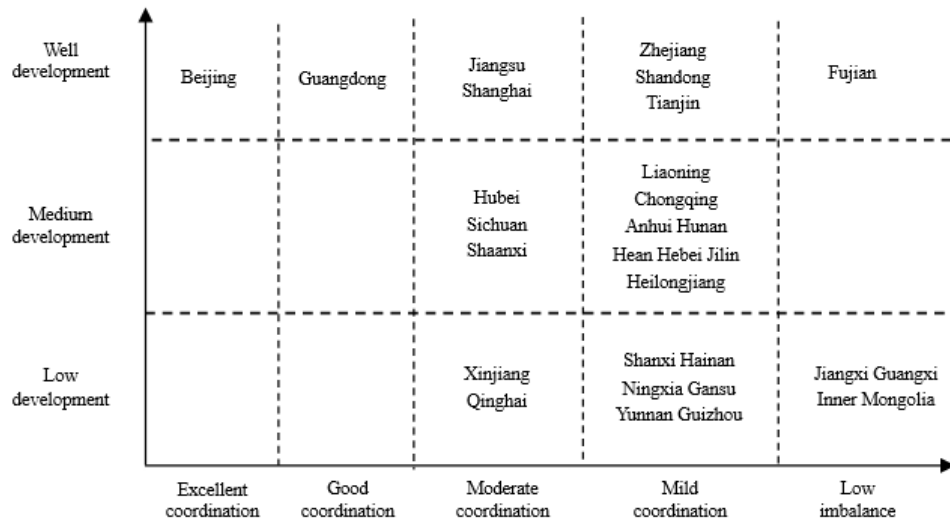 Well
development
Beijing
Guangdong
Jiangsu
Shanghai
Zhejiang
Shandong
Tianjin
Fujian
Medium
development
Hubei
Sichuan
Shaanxi
Liaoning
Chongqing
Anhui Hunan
Hean Hebei Jilin
Heilongjiang
Low
development
Xinjiang
Qinghai
Shanxi Hainan
Ningxia Gansu
Yunnan Guizhou
Jiangxi Guangxi
Inner Mongolia
Excellent
coordination
Good
coordination
Moderate
coordination
Mild
coordination
Low
imbalance